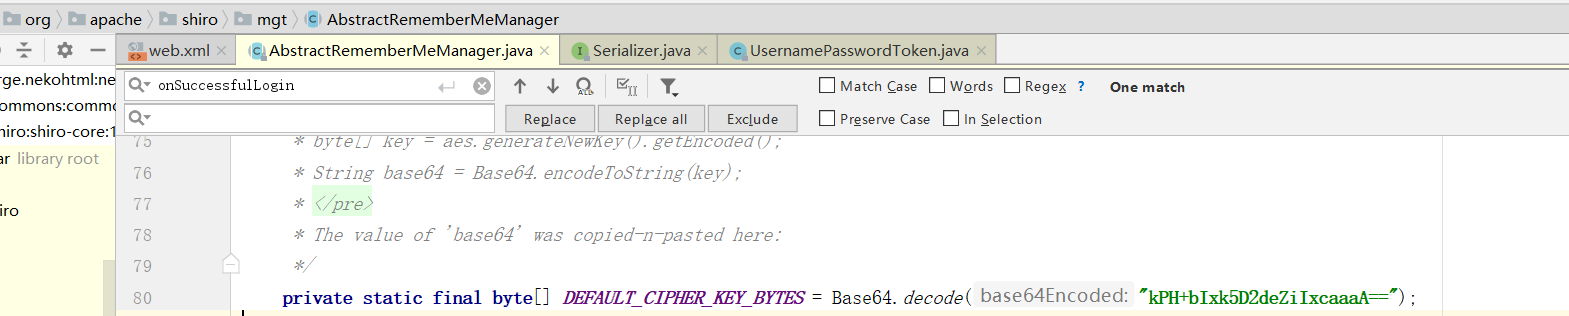 org apache shiro mgt AbstractRememberMeManager
web.xml AbstractRememberMeManager.java Serializer.java UsernamePasswordToken.java
rge.nekohtml:ne
onSuccessfulLogin Match Case Words Regex ? One match
ommons:commo
Replace Replace all Exclude Preserve Case In Selection
hiro:shiro-core:1
75 * byte[] key = aes.generateNewKey().getEncoded();
ar library root
76 * String base64 = Base64.encodeToString(key);
77 * </pre>
iro
78 * The value of 'base64' was copied-n-pasted here:
79 */
80 private static final byte[] DEFAULT_CIPHER_KEY_BYTES = Base64.decode( base64Encoded: "kPH+bIxk5D2deZiIxcaaaA==");